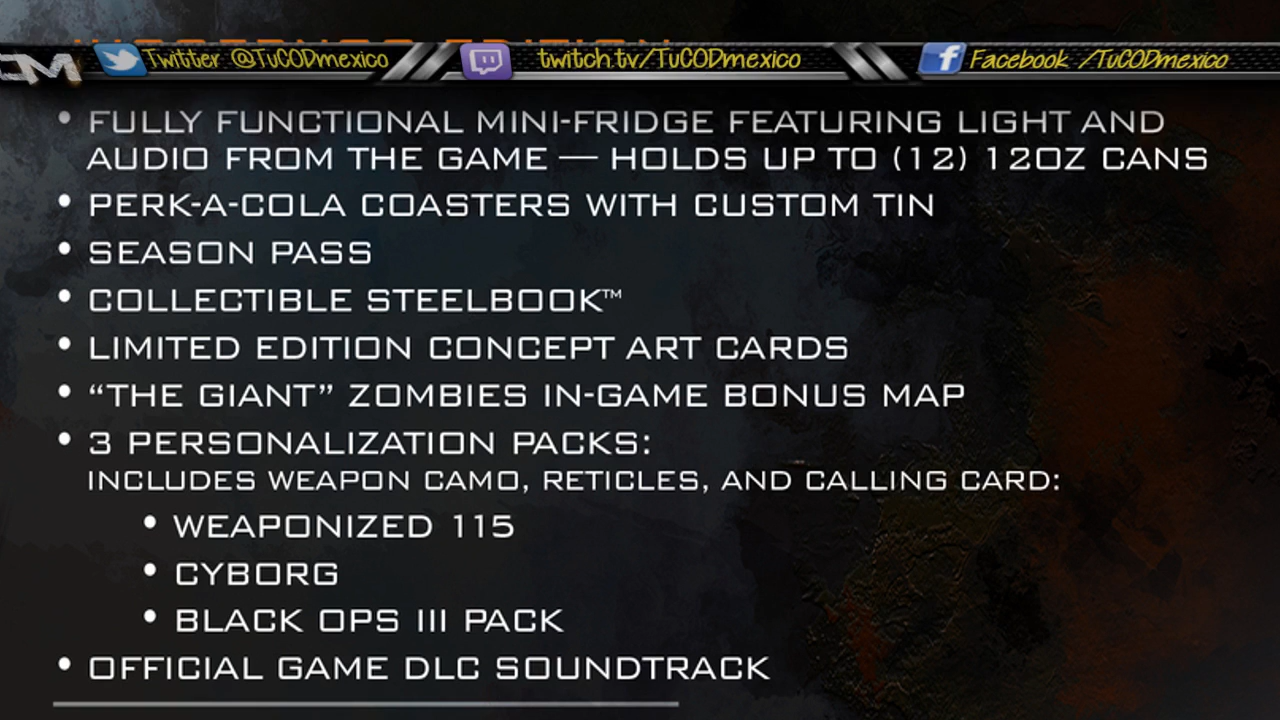 Twitter @TuCODmexico twitch.tv/TuCODmexico Facebook /TuCODmexico
• FULLY FUNCTIONAL MINI-FRIDGE FEATURING LIGHT AND
AUDIO FROM THE GAME — HOLDS UP TO (12) 12OZ CANS
• PERK-A-COLA COASTERS WITH CUSTOM TIN
• SEASON PASS
• COLLECTIBLE STEELBOOK™
• LIMITED EDITION CONCEPT ART CARDS
• “THE GIANT” ZOMBIES IN-GAME BONUS MAP
• 3 PERSONALIZATION PACKS:
INCLUDES WEAPON CAMO, RETICLES, AND CALLING CARD:
• WEAPONIZED 115
• CYBORG
• BLACK OPS III PACK
• OFFICIAL GAME DLC SOUNDTRACK